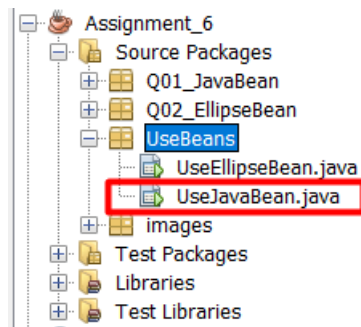 Assignment_6
Source Packages
Q01_JavaBean
Q02_EllipseBean
UseBeans
UseEllipseBean.java
UseJavaBean.java
images
Test Packages
Libraries
Test Libraries